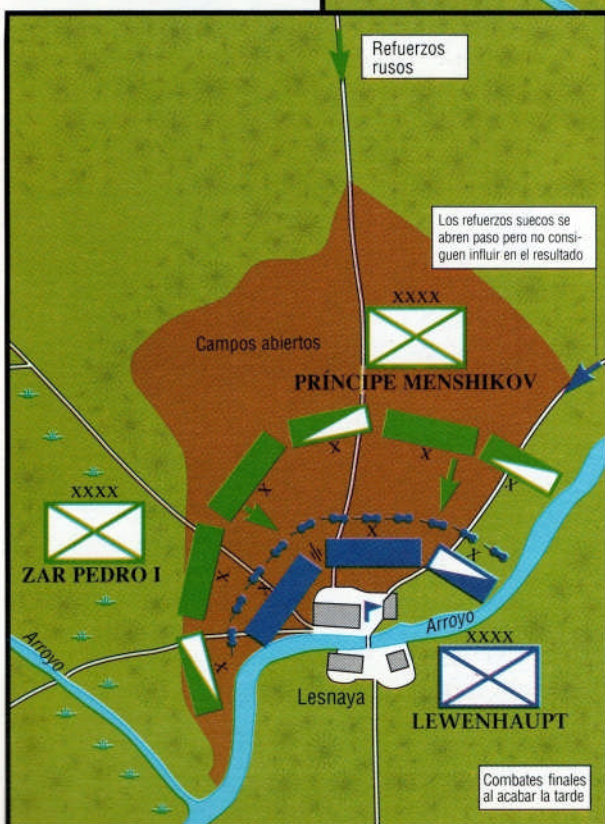 Refuerzos
rusos
Los refuerzos suecos se
abren paso pero no consi-
guen influir en el resultado
XXXX
Campos abiertos
PRÍNCIPE MENSHIKOV
X
X
X
X
XXXX
X
X
X
X
ZAR PEDRO I
X
X
Arroyo
Arroyo
XXXX
Lesnaya
LEWENHAUPT
Combates finales
al acabar la tarde